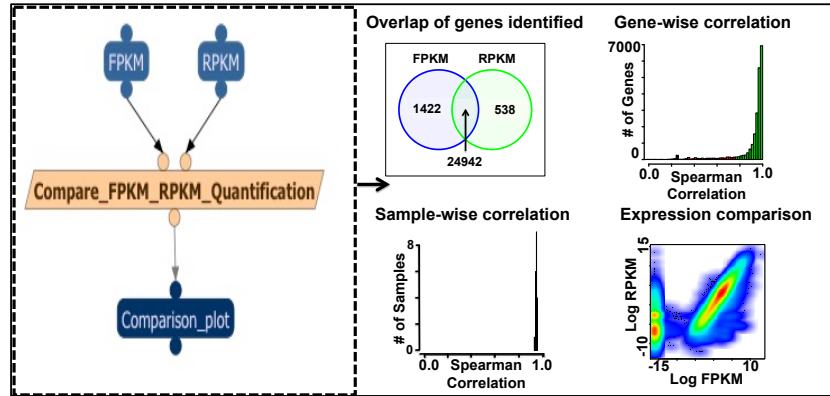 FPKM
RPKM
Compare_FPKM_RPKM_Quantification
Comparison_plot
Overlap of genes identified
FPKM
RPKM
1422
538
24942
Gene-wise correlation
7000
0
# of Genes
0.0
1.0
Spearman
Correlation
Sample-wise correlation
8
4
0
# of Samples
0.0
1.0
Spearman
Correlation
Expression comparison
15
-10
Log RPKM
-15
10
Log FPKM